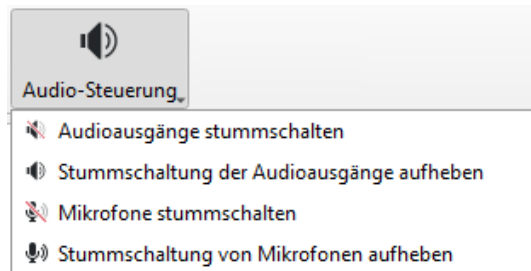 Audio-Steuerung
Audioausgänge stummschalten
Stummschaltung der Audioausgänge aufheben
Mikrofone stummschalten
Stummschaltung von Mikrofonen aufheben